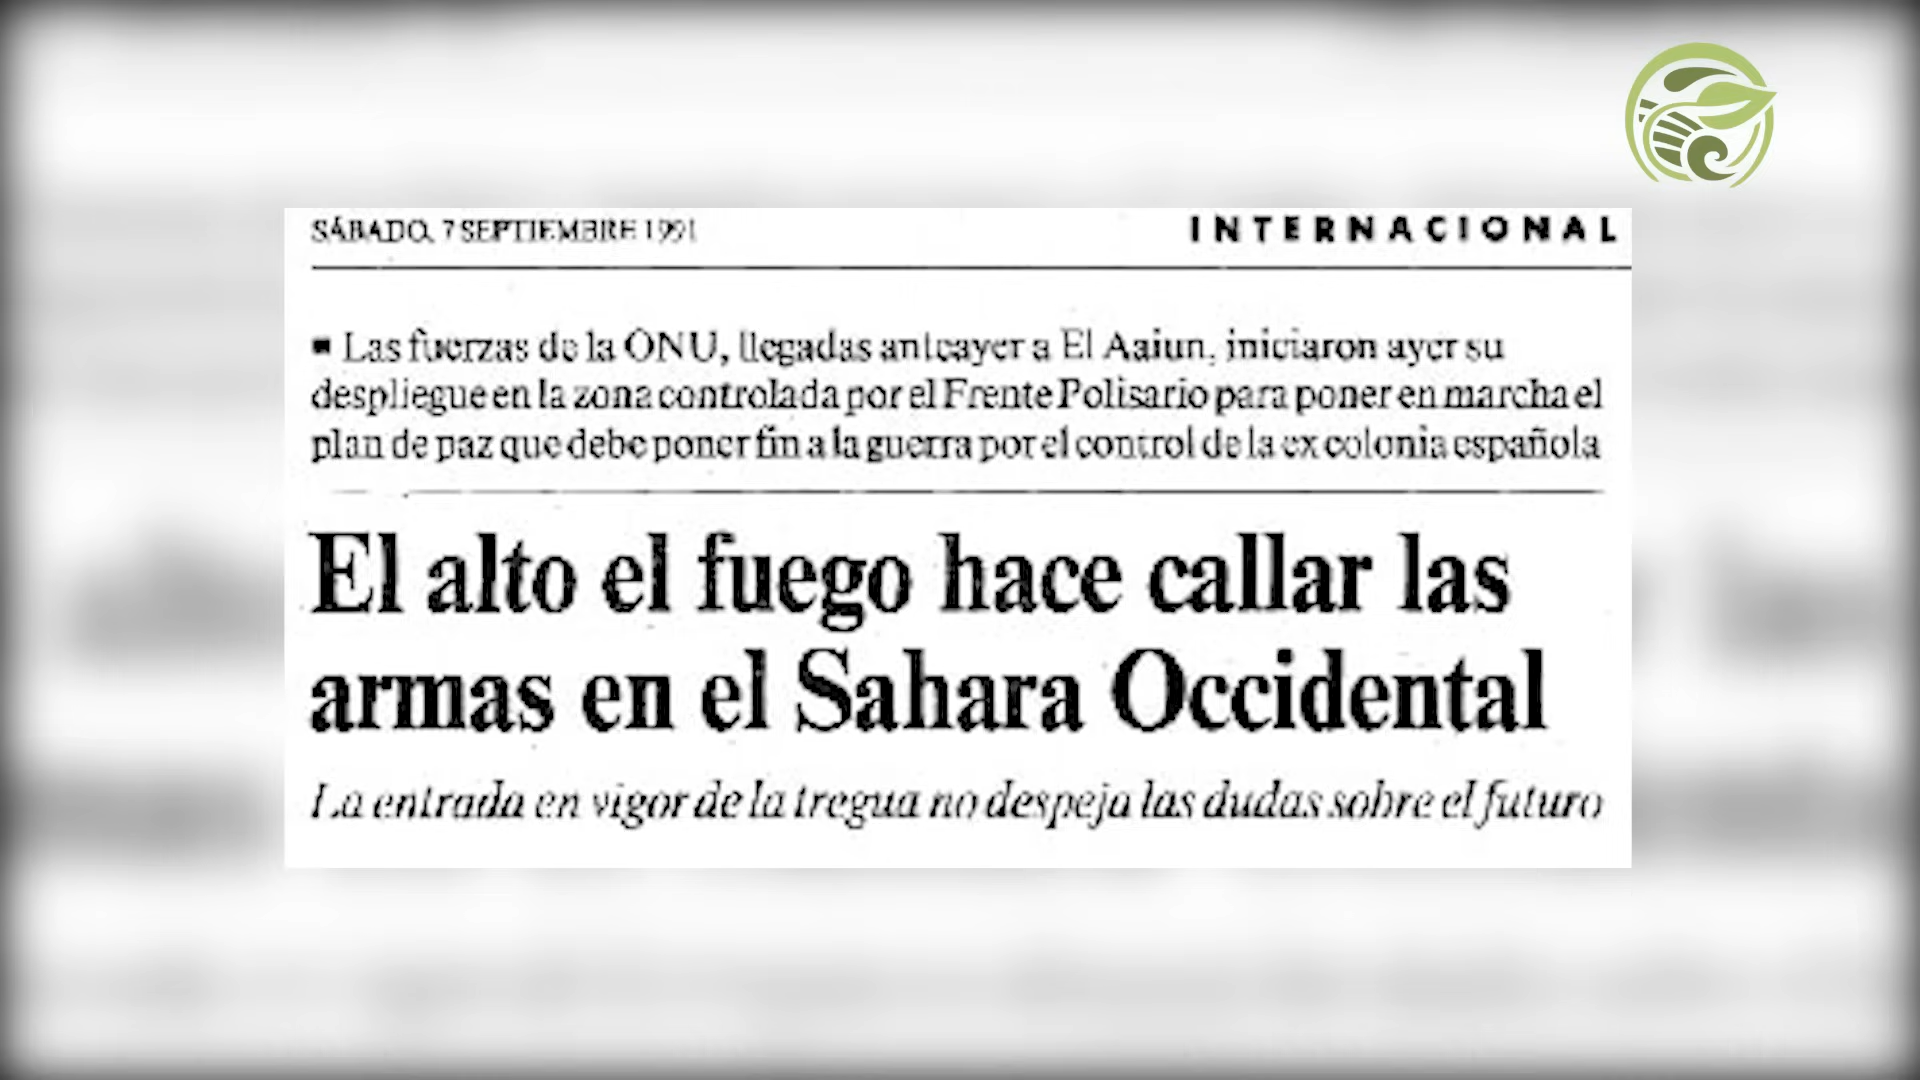 SÁBADO, 7 SEPTIEMBRE 1991
INTERNACIONAL
▪ Las fuerzas de la ONU, llegadas anteayer a El Aaiun, iniciaron ayer su
despliegue en la zona controlada por el Frente Polisario para poner en marcha el
plan de paz que debe poner fin a la guerra por el control de la ex colonia española
El alto el fuego hace callar las
armas en el Sahara Occidental
La entrada en vigor de la tregua no despeja las dudas sobre el futuro